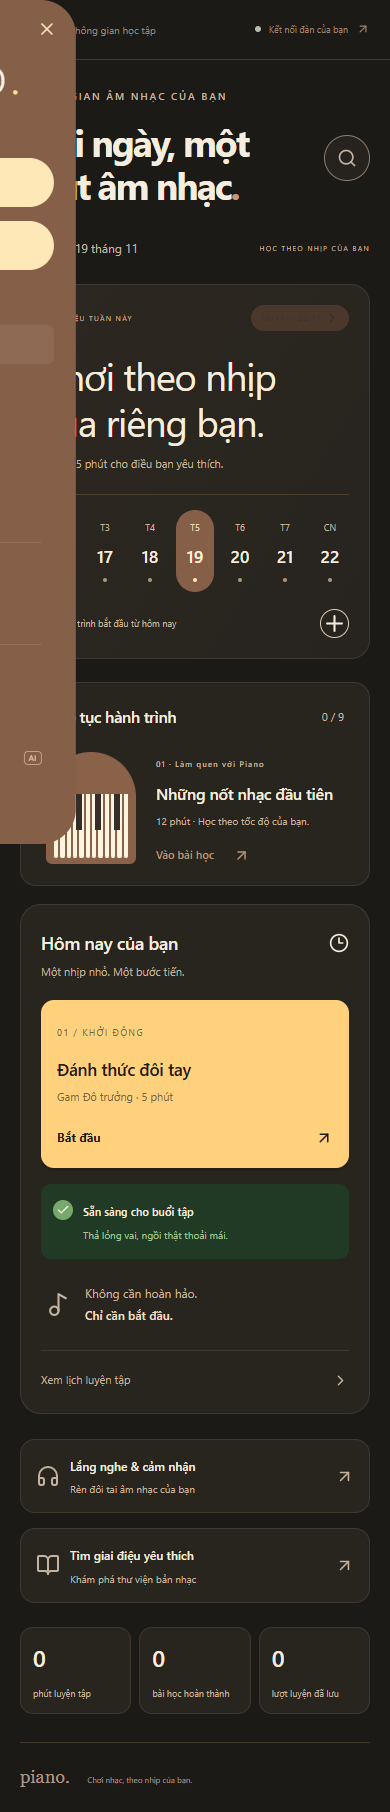 không gian học tập
Kết nối đàn của bạn
GIAN ÂM NHẠC CỦA BẠN
ngày, một
âm nhạc.
19 tháng 11
HỌC THEO NHỊP CỦA BẠN
TUẦN NÀY
theo nhịp
riêng bạn.
5 phút cho điều bạn yêu thích.
T3 T4 T5 T6 T7 CN
17 18 19 20 21 22
trình bắt đầu từ hôm nay
tục hành trình
0 / 9
01 · Làm quen với Piano
Những nốt nhạc đầu tiên
12 phút · Học theo tốc độ của bạn.
Vào bài học
AI
Hôm nay của bạn
Một nhịp nhỏ. Một bước tiến.
01 / KHỞI ĐỘNG
Đánh thức đôi tay
Gam Đô trưởng · 5 phút
Bắt đầu
Sẵn sàng cho buổi tập
Thả lỏng vai, ngồi thật thoải mái.
Không cần hoàn hảo.
Chỉ cần bắt đầu.
Xem lịch luyện tập
Lắng nghe & cảm nhận
Rèn đôi tai âm nhạc của bạn
Tìm giai điệu yêu thích
Khám phá thư viện bản nhạc
0 0 0
phút luyện tập bài học hoàn thành lượt luyện đã lưu
piano.
Chơi nhạc, theo nhịp của bạn.